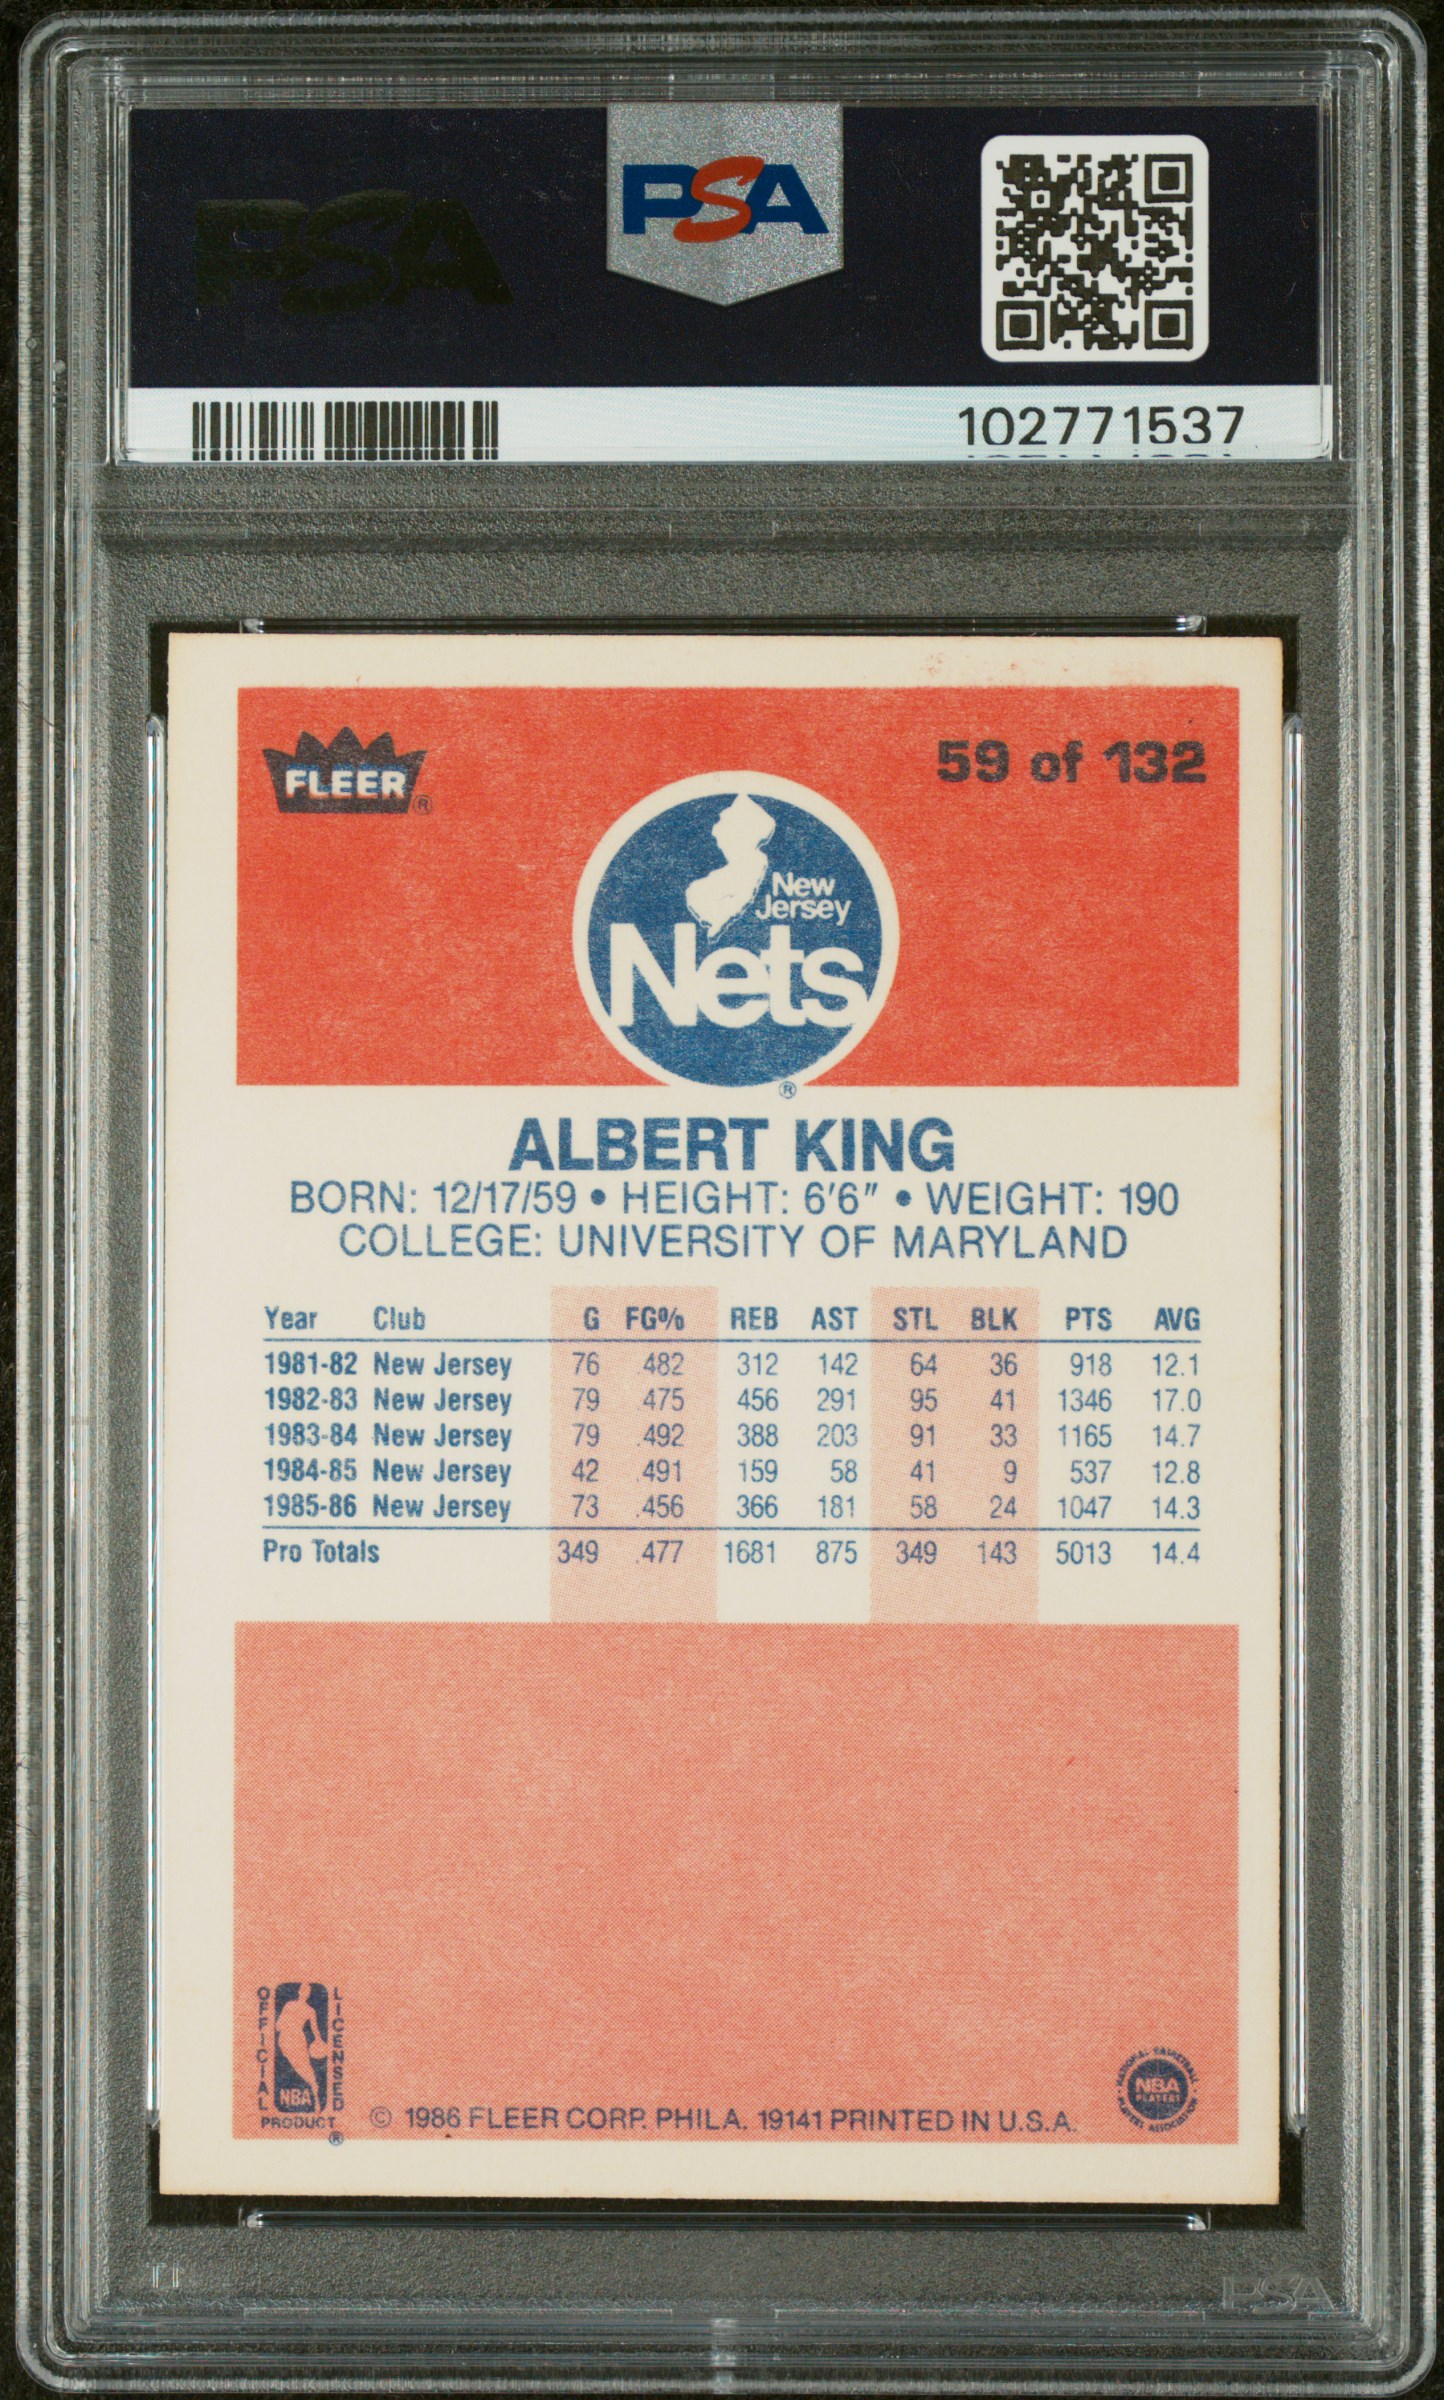 PSA
PSA
102771537
FLEER®
59 of 132
New
Jersey
Nets
®
ALBERT KING
BORN: 12/17/59 • HEIGHT: 6'6" • WEIGHT: 190
COLLEGE: UNIVERSITY OF MARYLAND
Year Club G FG% REB AST STL BLK PTS AVG
1981-82 New Jersey 76 .482 312 142 64 36 918 12.1
1982-83 New Jersey 79 .475 456 291 95 41 1346 17.0
1983-84 New Jersey 79 .492 388 203 91 33 1165 14.7
1984-85 New Jersey 42 .491 159 58 41 9 537 12.8
1985-86 New Jersey 73 .456 366 181 58 24 1047 14.3
Pro Totals 349 .477 1681 875 349 143 5013 14.4
OFFICIAL
LICENSED
NBA
PRODUCT
®
© 1986 FLEER CORP. PHILA. 19141 PRINTED IN U.S.A.
NATIONAL BASKETBALL
NBA
PLAYERS
PLAYERS ASSOCIATION
PSA